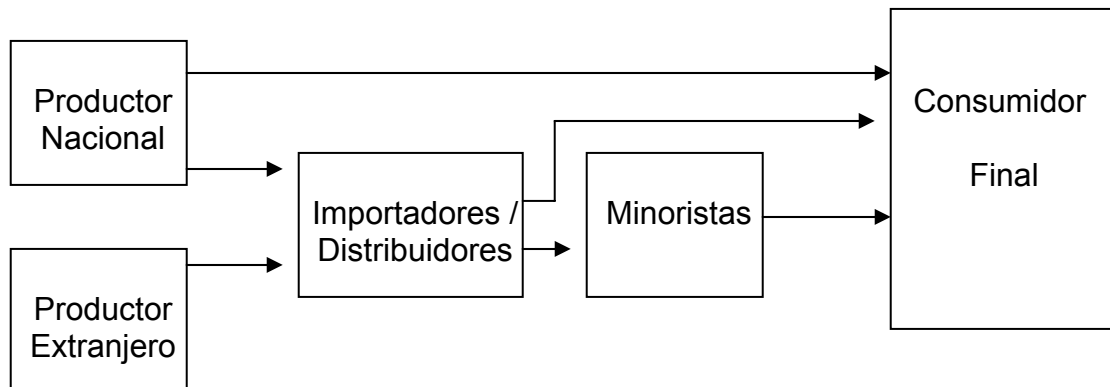 Productor
Nacional
Consumidor
Final
Importadores /
Distribuidores
Minoristas
Productor
Extranjero